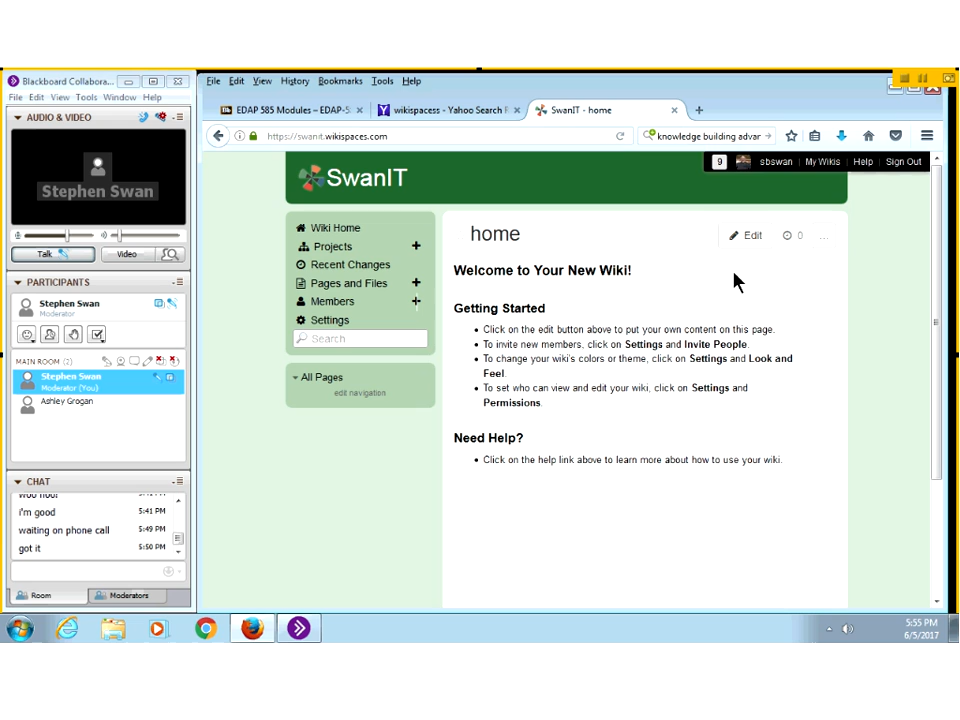 Blackboard Collabora...
File Edit View Tools Window Help
AUDIO & VIDEO
Stephen Swan
Talk Video
PARTICIPANTS
Stephen Swan
Moderator
MAIN ROOM (2)
Stephen Swan
Moderator (You)
Ashley Grogan
CHAT
woo hoo!
i'm good 5:41 PM
waiting on phone call 5:49 PM
got it 5:50 PM
Room Moderators
File Edit View History Bookmarks Tools Help
EDAP 585 Modules – EDAP-5 wikispacess - Yahoo Search SwanIT - home
https://swanit.wikispaces.com knowledge building advar
9 sbswan My Wikis Help Sign Out
SwanIT
Wiki Home
Projects
Recent Changes
Pages and Files
Members
Settings
Search
All Pages
edit navigation
home Edit 0 ...
Welcome to Your New Wiki!
Getting Started
Click on the edit button above to put your own content on this page.
To invite new members, click on Settings and Invite People.
To change your wiki's colors or theme, click on Settings and Look and
Feel.
To set who can view and edit your wiki, click on Settings and
Permissions.
Need Help?
Click on the help link above to learn more about how to use your wiki.
5:55 PM
6/5/2017